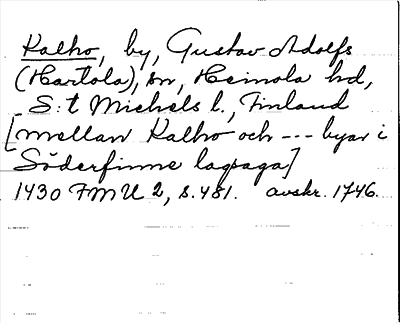 Kalho, by, Gustav Adolfs
(Hartola), sn, Heinola hd,
S:t Michels l., Finland
[mellan Kalho och --- byar i
Söderfinne lagsaga]
1430 FMU 2, s. 481. avskr. 1746.